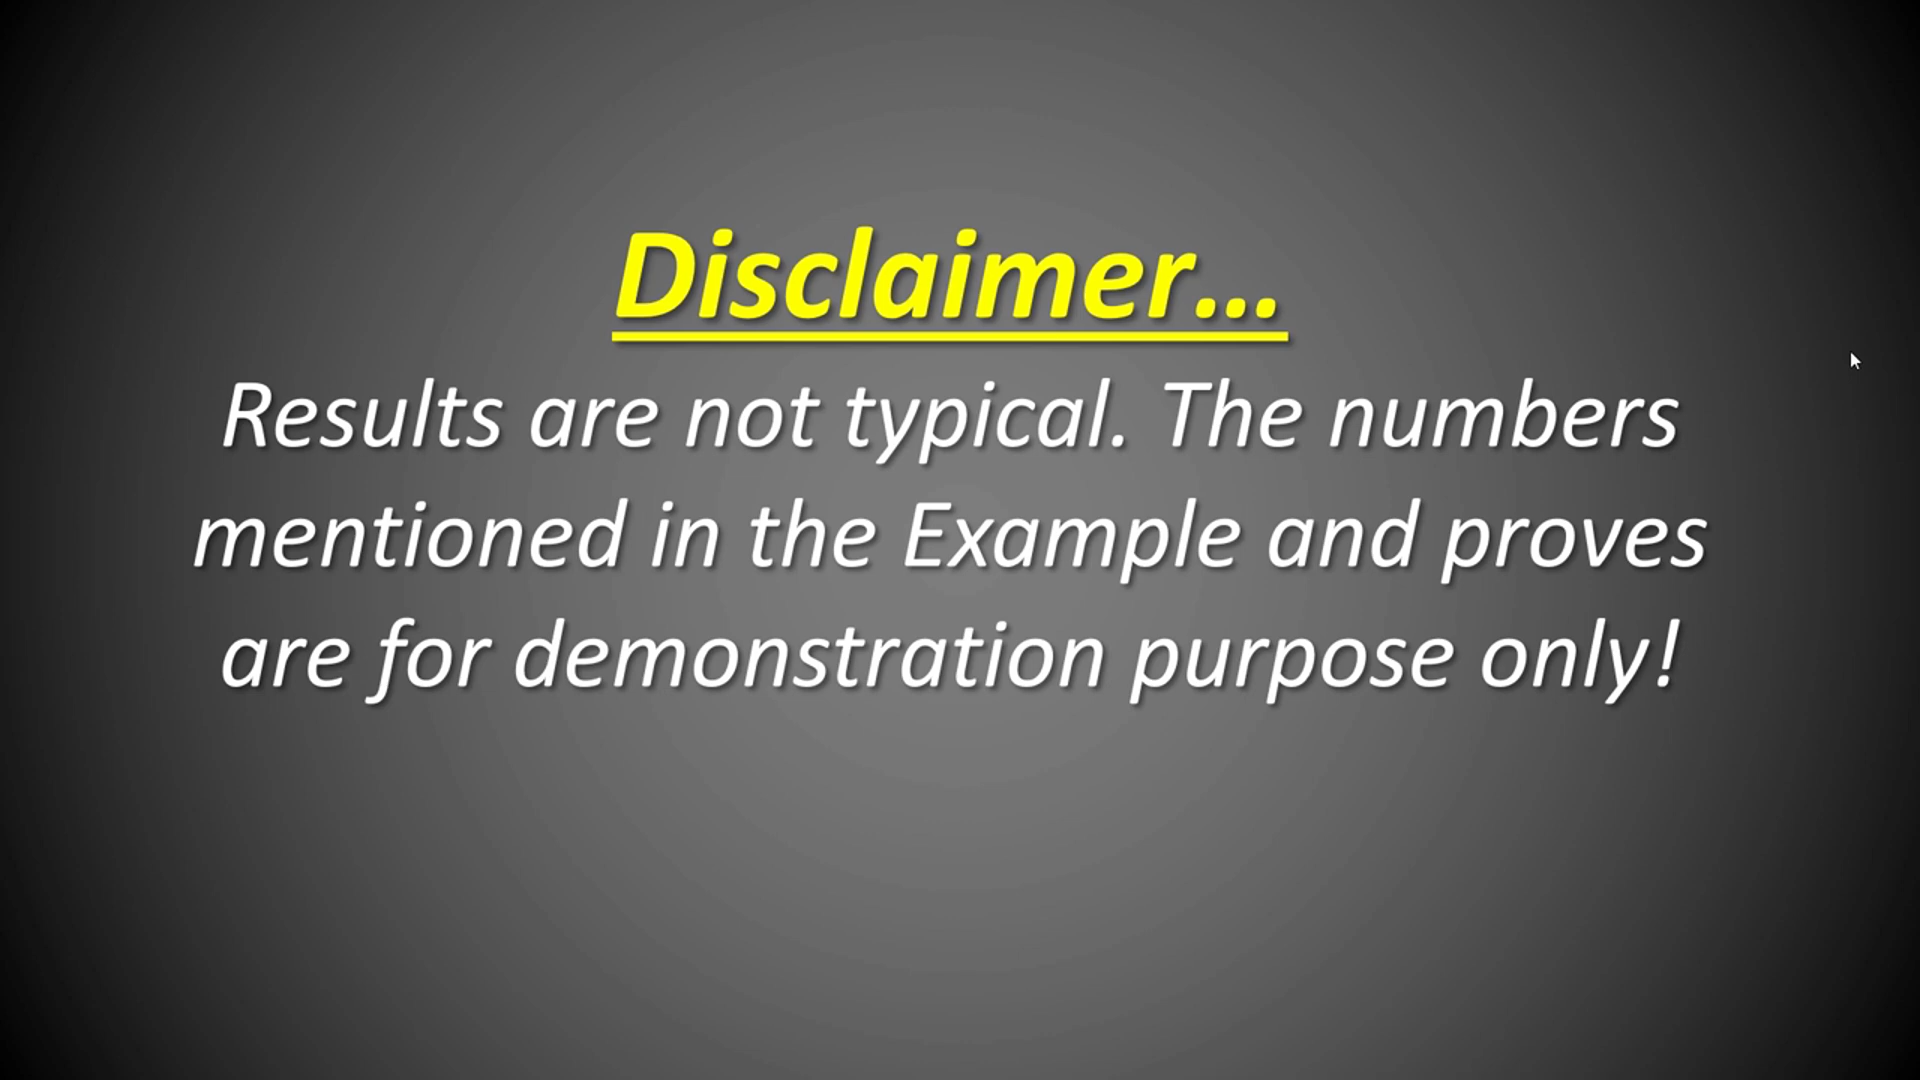 Disclaimer...
Results are not typical. The numbers
mentioned in the Example and proves
are for demonstration purpose only!